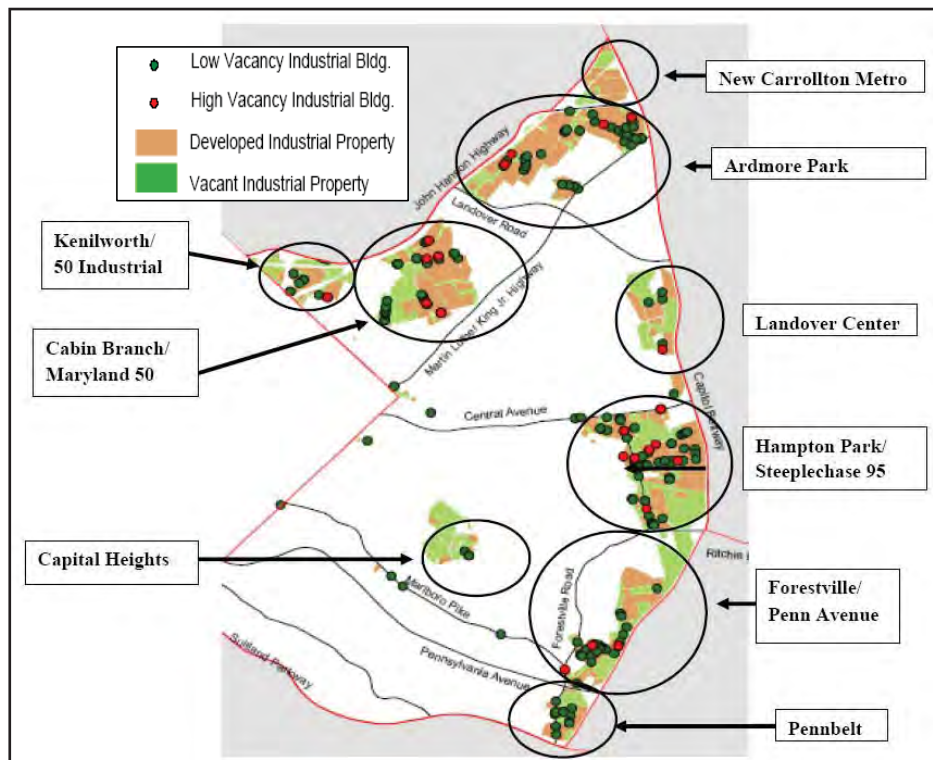 Low Vacancy Industrial Bldg.
High Vacancy Industrial Bldg.
Developed Industrial Property
Vacant Industrial Property
New Carrollton Metro
Ardmore Park
John Hanson Highway
Landover Road
Kenilworth/
50 Industrial
Martin Luther King Jr. Highway
Landover Center
Cabin Branch/
Maryland 50
Capitol Beltway
Central Avenue
Hampton Park/
Steeplechase 95
Capital Heights
Ritchie
Marlboro Pike
Forestville Road
Forestville/
Penn Avenue
Suitland Parkway
Pennsylvania Avenue
Pennbelt